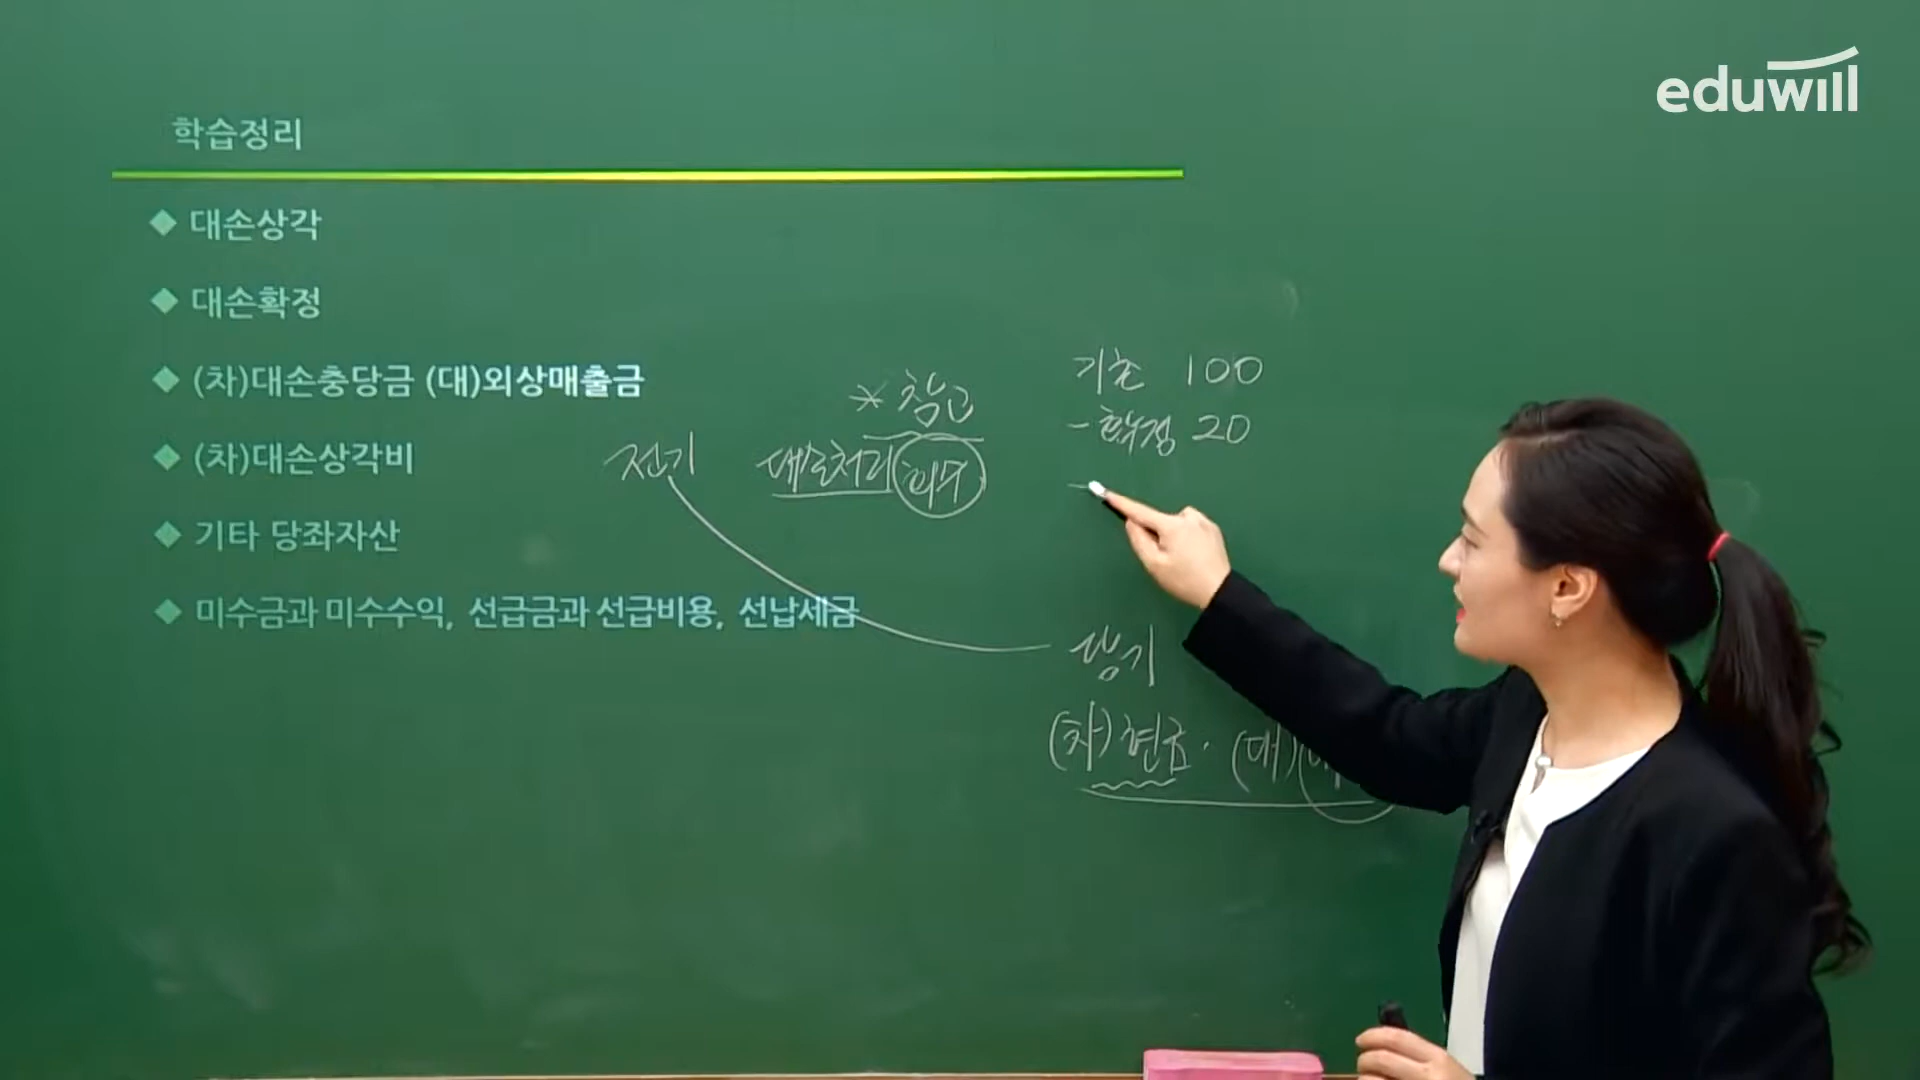 eduwill
학습정리
◆ 대손상각
◆ 대손확정
◆ (차)대손충당금 (대)외상매출금
◆ (차)대손상각비
◆ 기타 당좌자산
◆ 미수금과 미수수익, 선급금과 선급비용, 선납세금
※ 참고
전기 대손처리 회수
기초 100
- 확정 20
당기
(차) 현금. (대)